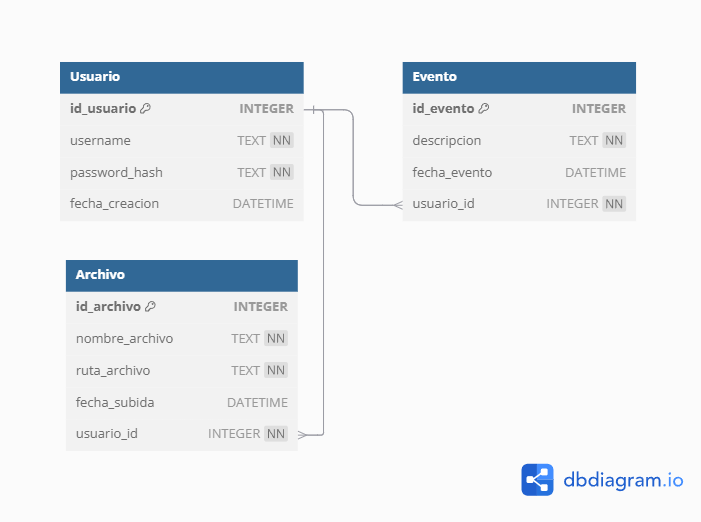 Usuario
id_usuario INTEGER
username TEXT NN
password_hash TEXT NN
fecha_creacion DATETIME
Evento
id_evento INTEGER
descripcion TEXT NN
fecha_evento DATETIME
usuario_id INTEGER NN
Archivo
id_archivo INTEGER
nombre_archivo TEXT NN
ruta_archivo TEXT NN
fecha_subida DATETIME
usuario_id INTEGER NN
dbdiagram.io